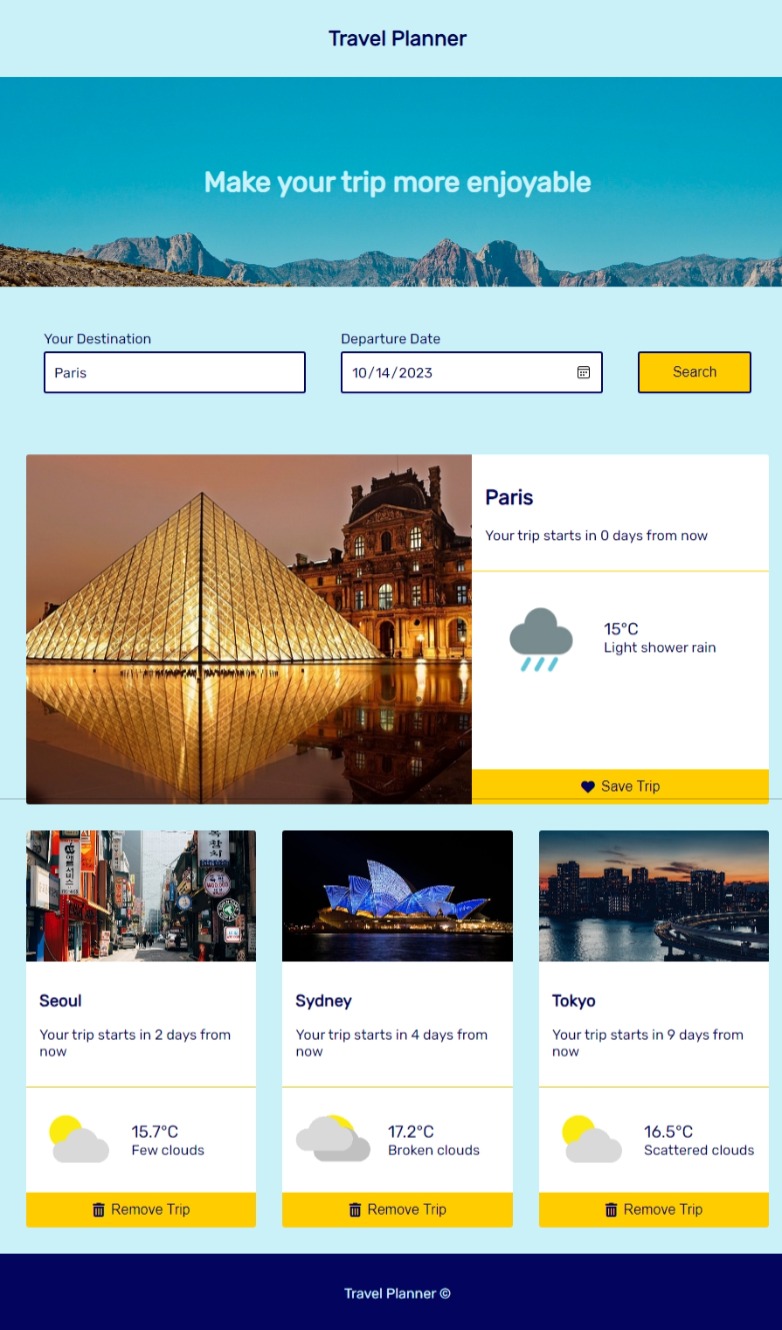 Travel Planner
Make your trip more enjoyable
Your Destination
Departure Date
Paris
10/14/2023
Search
Paris
Your trip starts in 0 days from now
15°C
Light shower rain
Save Trip
Seoul
Your trip starts in 2 days from
now
15.7°C
Few clouds
Remove Trip
Sydney
Your trip starts in 4 days from
now
17.2°C
Broken clouds
Remove Trip
Tokyo
Your trip starts in 9 days from
now
16.5°C
Scattered clouds
Remove Trip
Travel Planner ©